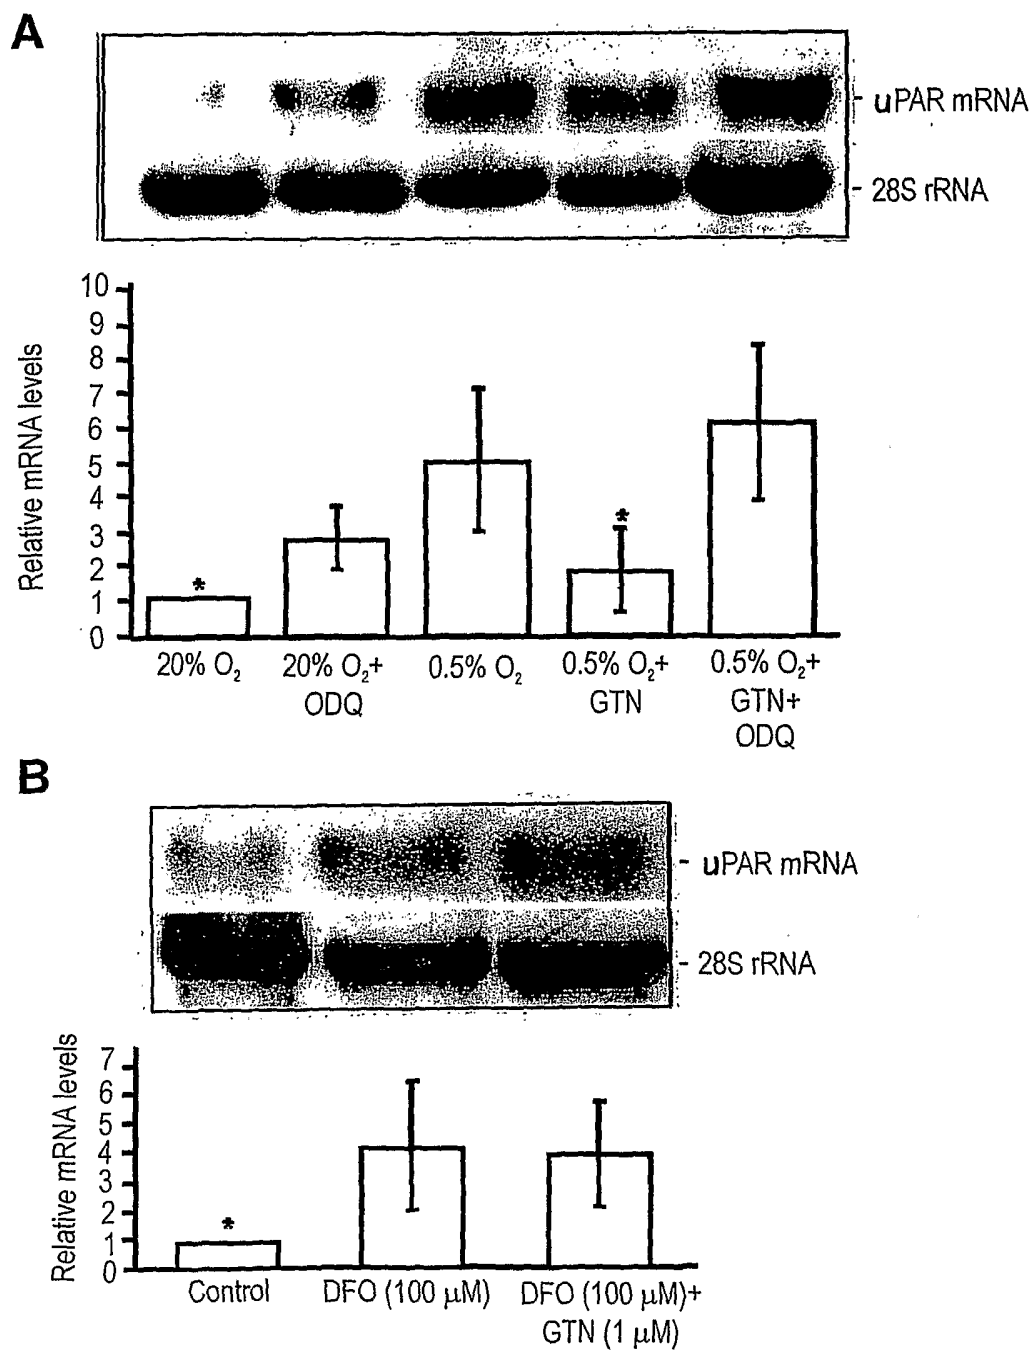 A
uPAR mRNA
28S rRNA
Relative mRNA levels
10
9
8
7
6
5
4
3
2
1
0
*
*
20% O₂
20% O₂+
ODQ
0.5% O₂
0.5% O₂+
GTN
0.5% O₂+
GTN+
ODQ
B
uPAR mRNA
28S rRNA
Relative mRNA levels
7
6
5
4
3
2
1
0
*
Control
DFO (100 µM)
DFO (100 µM)+
GTN (1 µM)